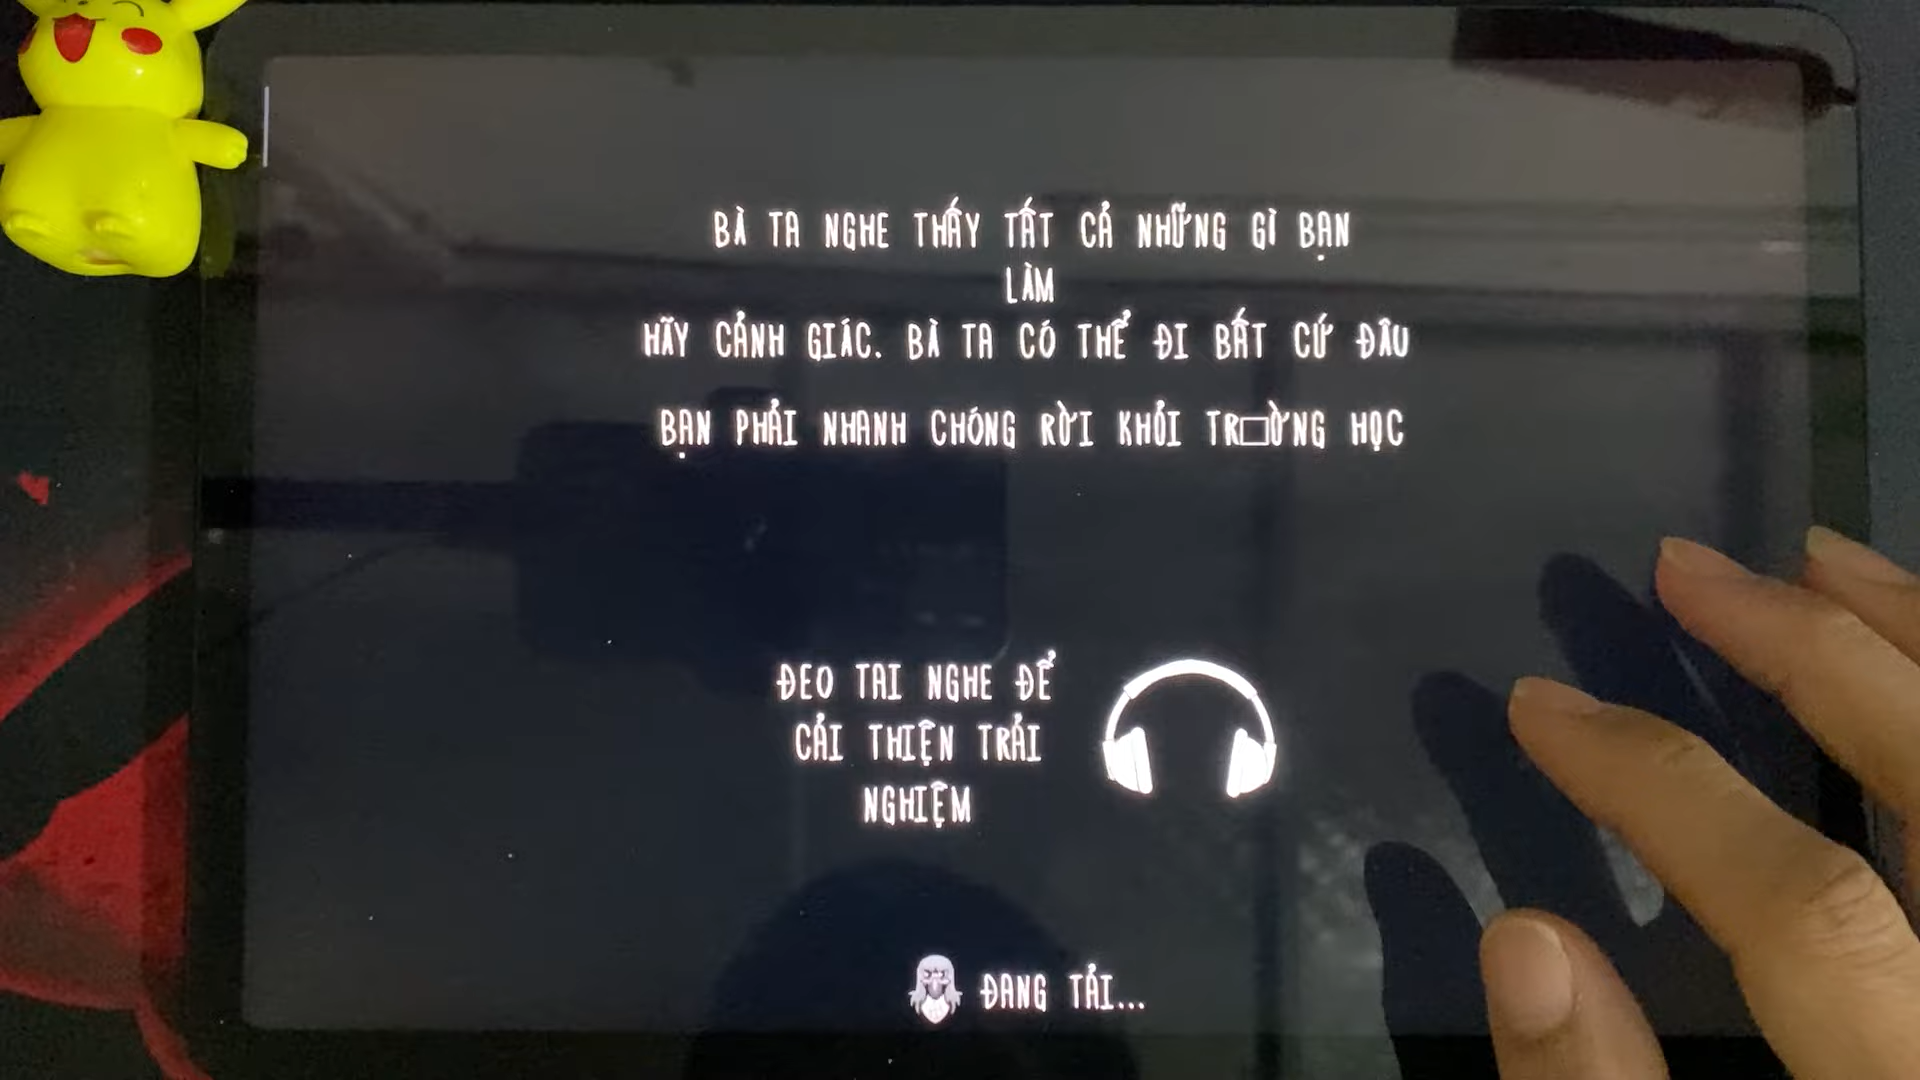 BÀ TA NGHE THẤY TẤT CẢ NHỮNG GÌ BẠN
LÀM
HÃY CẢNH GIÁC. BÀ TA CÓ THỂ ĐI BẤT CỨ ĐÂU
BẠN PHẢI NHANH CHÓNG RỜI KHỎI TR□ỜNG HỌC
ĐEO TAI NGHE ĐỂ
CẢI THIỆN TRẢI
NGHIỆM
ĐANG TẢI...